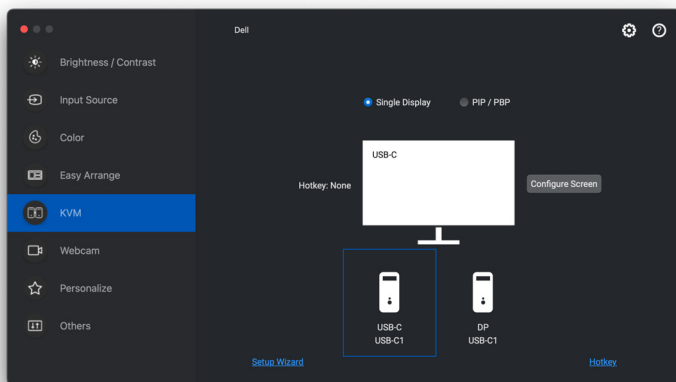 Dell
Brightness / Contrast
Input Source
Color
Easy Arrange
KVM
Webcam
Personalize
Others
Single Display
PIP / PBP
USB-C
Hotkey: None
Configure Screen
USB-C
USB-C1
DP
USB-C1
Setup Wizard
Hotkey